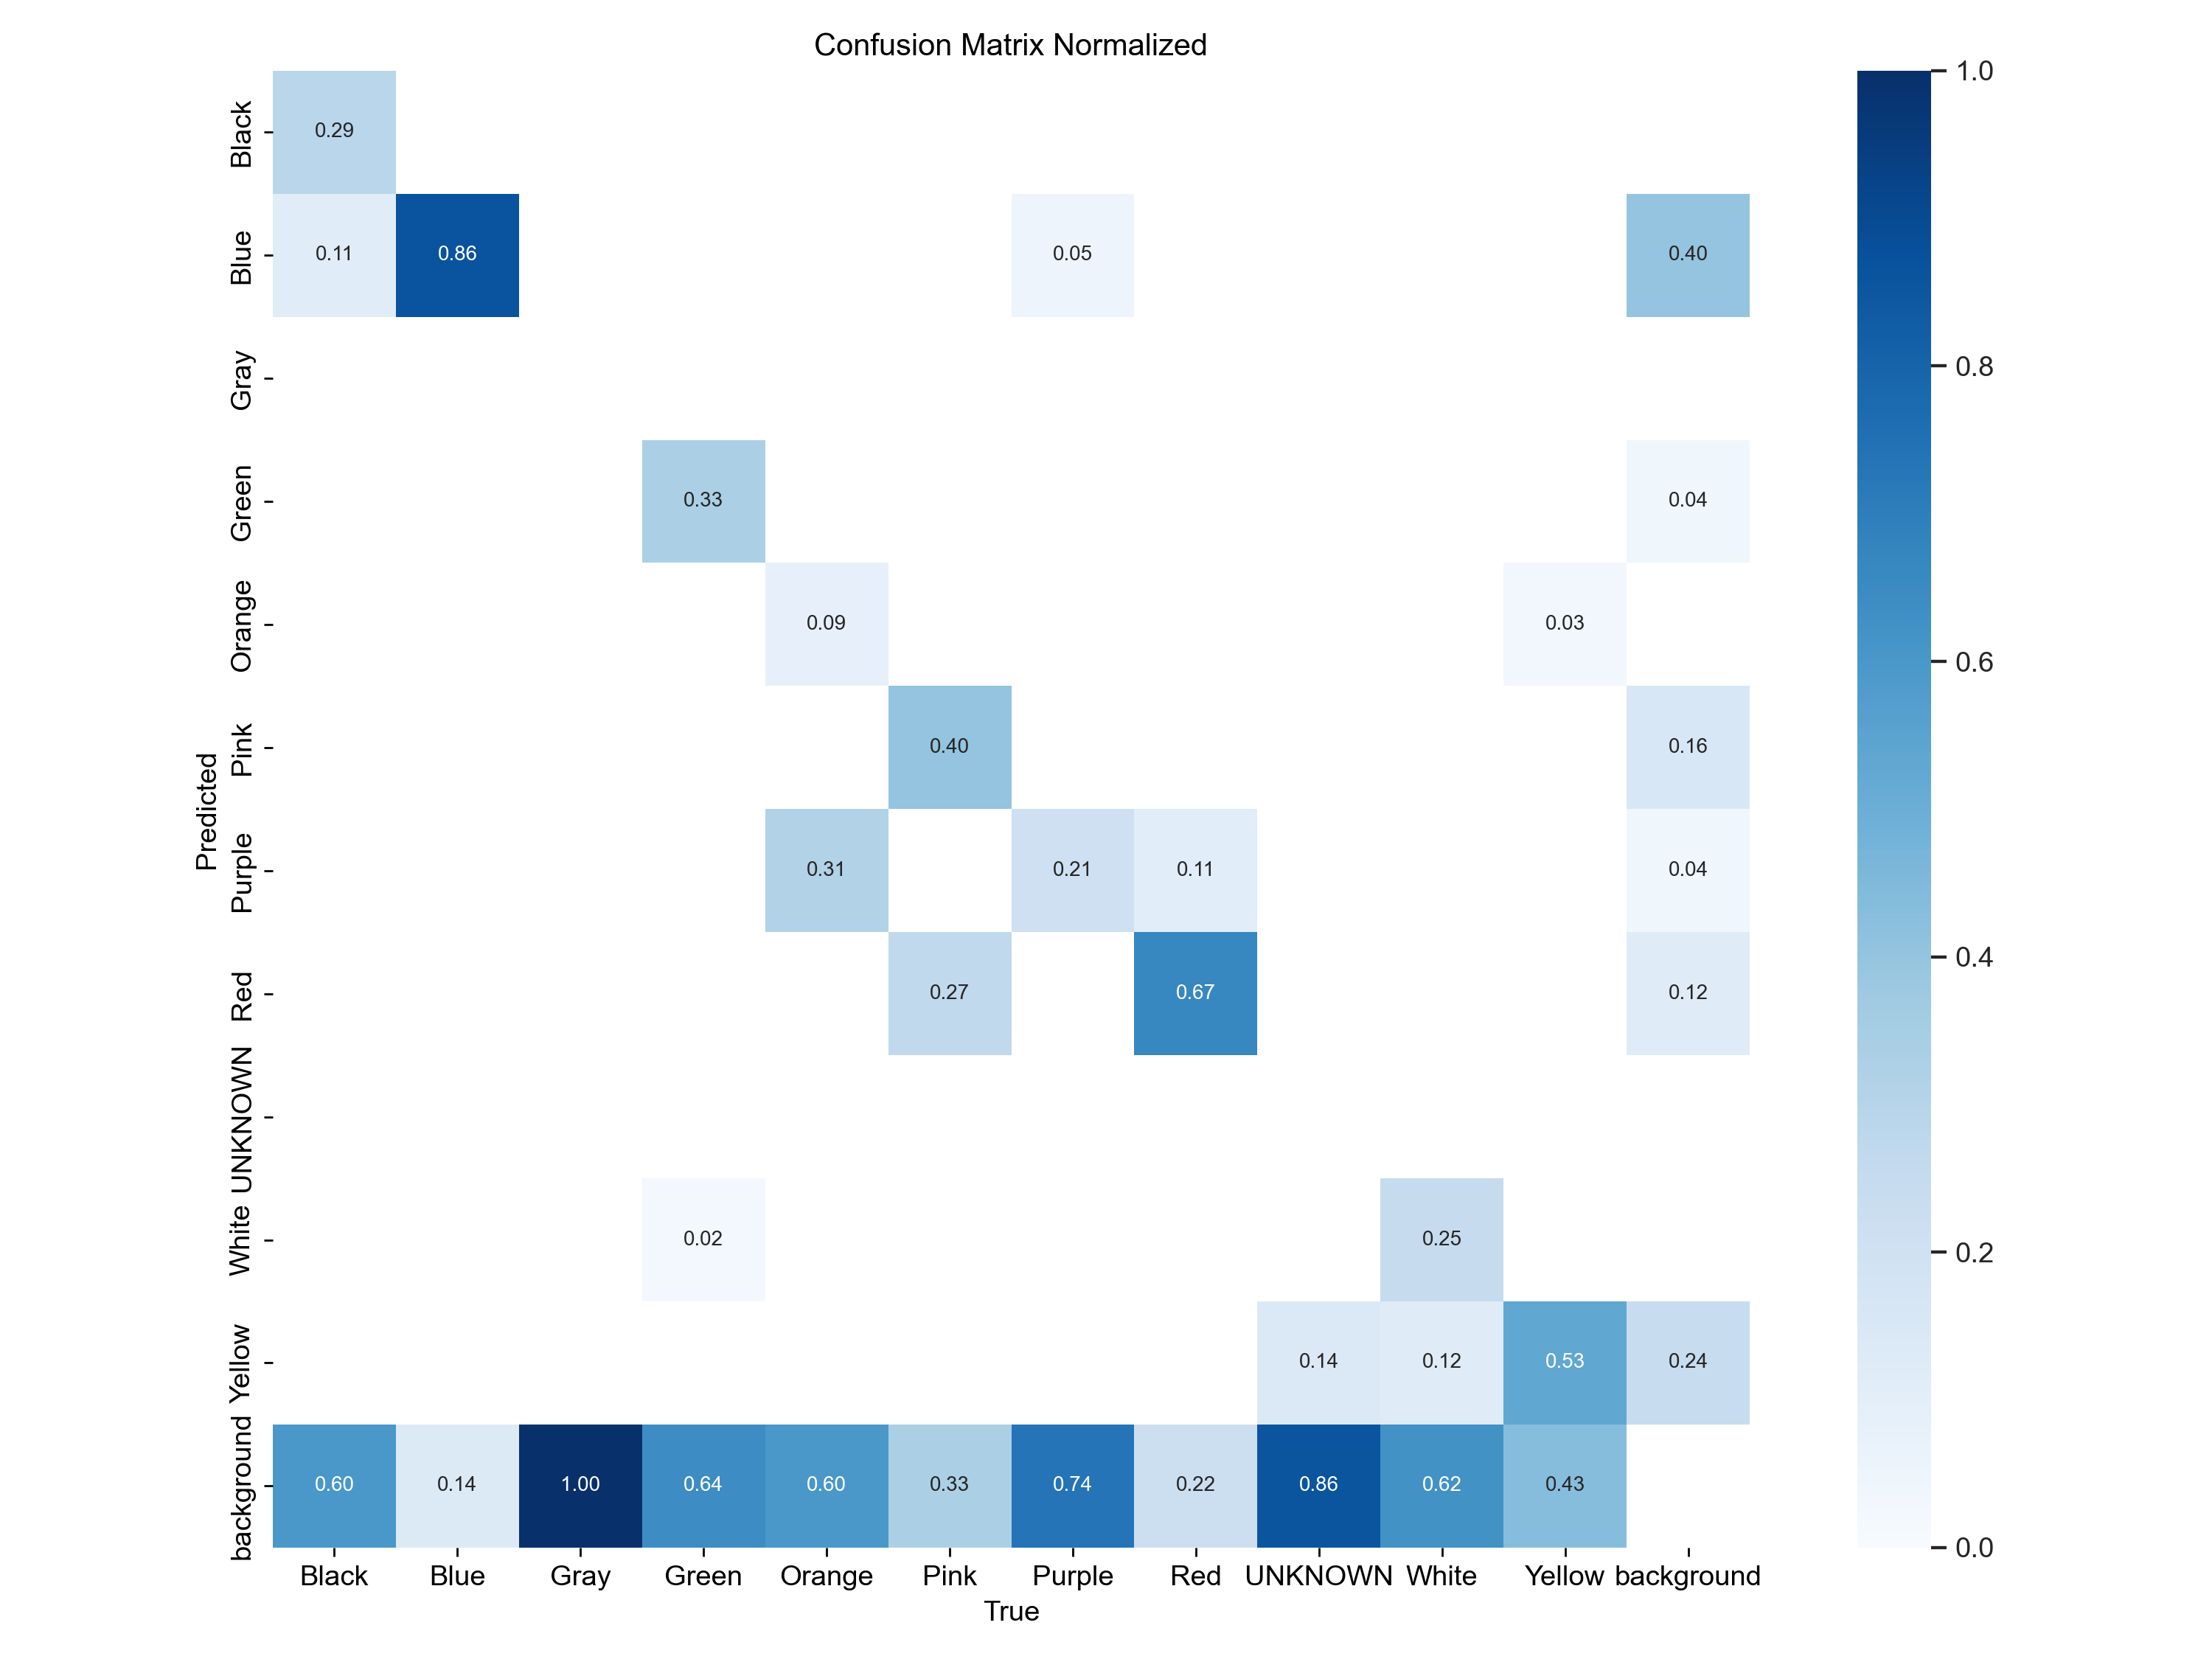 Confusion Matrix Normalized
Black 0.29
Blue 0.11 0.86 0.05 0.40
Gray
Green 0.33 0.04
Orange 0.09 0.03
Pink 0.40 0.16
Purple 0.31 0.21 0.11 0.04
Red 0.27 0.67 0.12
UNKNOWN
White 0.02 0.25
Yellow 0.14 0.12 0.53 0.24
background 0.60 0.14 1.00 0.64 0.60 0.33 0.74 0.22 0.86 0.62 0.43
Predicted
Black Blue Gray Green Orange Pink Purple Red UNKNOWN White Yellow background
True
1.0
0.8
0.6
0.4
0.2
0.0